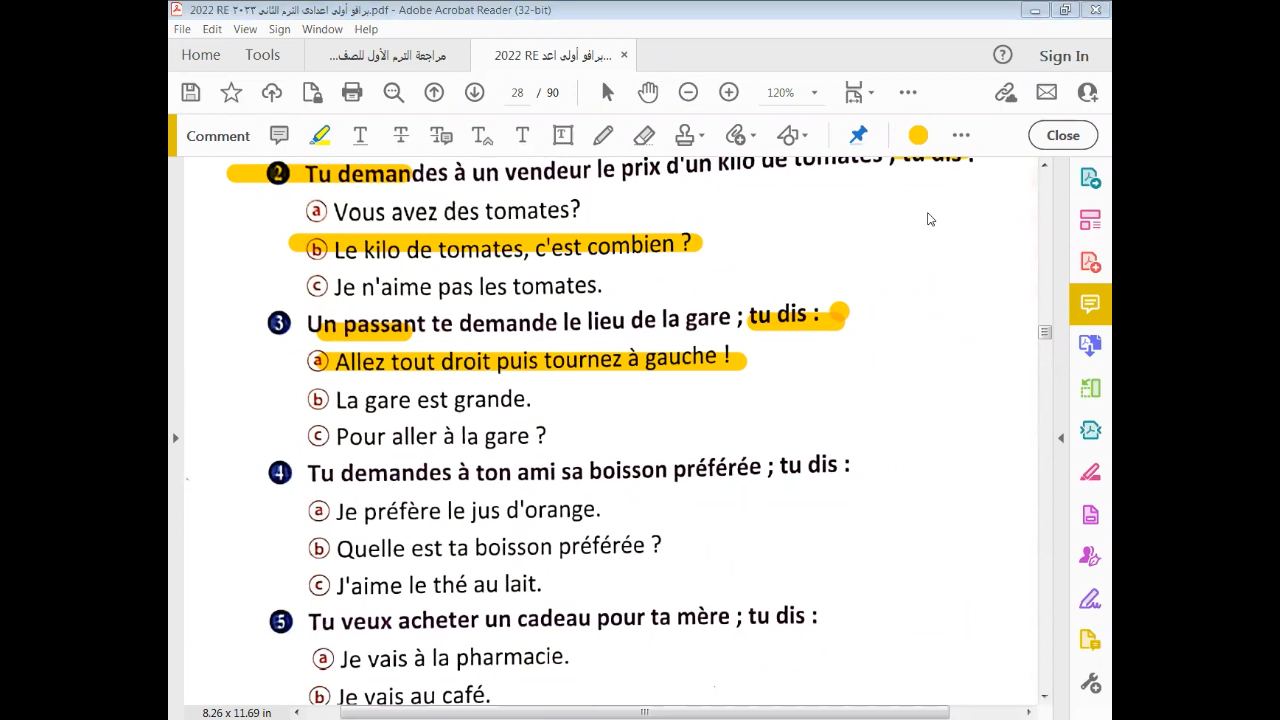 برافو أولى اعدادى الترم الثانى ٢٠٢٣ 2022 RE.pdf - Adobe Acrobat Reader (32-bit)
File Edit View Sign Window Help
Home Tools مراجعة الترم الأول للصف... برافو أولى اعد 2022 RE... × Sign In
28 / 90 120%
Comment Close
2 Tu demandes à un vendeur le prix d'un kilo de tomates ; tu dis :
a Vous avez des tomates?
b Le kilo de tomates, c'est combien ?
c Je n'aime pas les tomates.
3 Un passant te demande le lieu de la gare ; tu dis :
a Allez tout droit puis tournez à gauche !
b La gare est grande.
c Pour aller à la gare ?
4 Tu demandes à ton ami sa boisson préférée ; tu dis :
a Je préfère le jus d'orange.
b Quelle est ta boisson préférée ?
c J'aime le thé au lait.
5 Tu veux acheter un cadeau pour ta mère ; tu dis :
a Je vais à la pharmacie.
b Je vais au café.
8.26 x 11.69 in